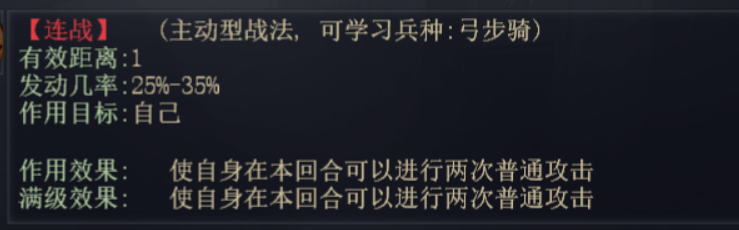 【连战】 (主动型战法, 可学习兵种:弓步骑)
有效距离:1
发动几率:25%-35%
作用目标:自己
作用效果: 使自身在本回合可以进行两次普通攻击
满级效果: 使自身在本回合可以进行两次普通攻击